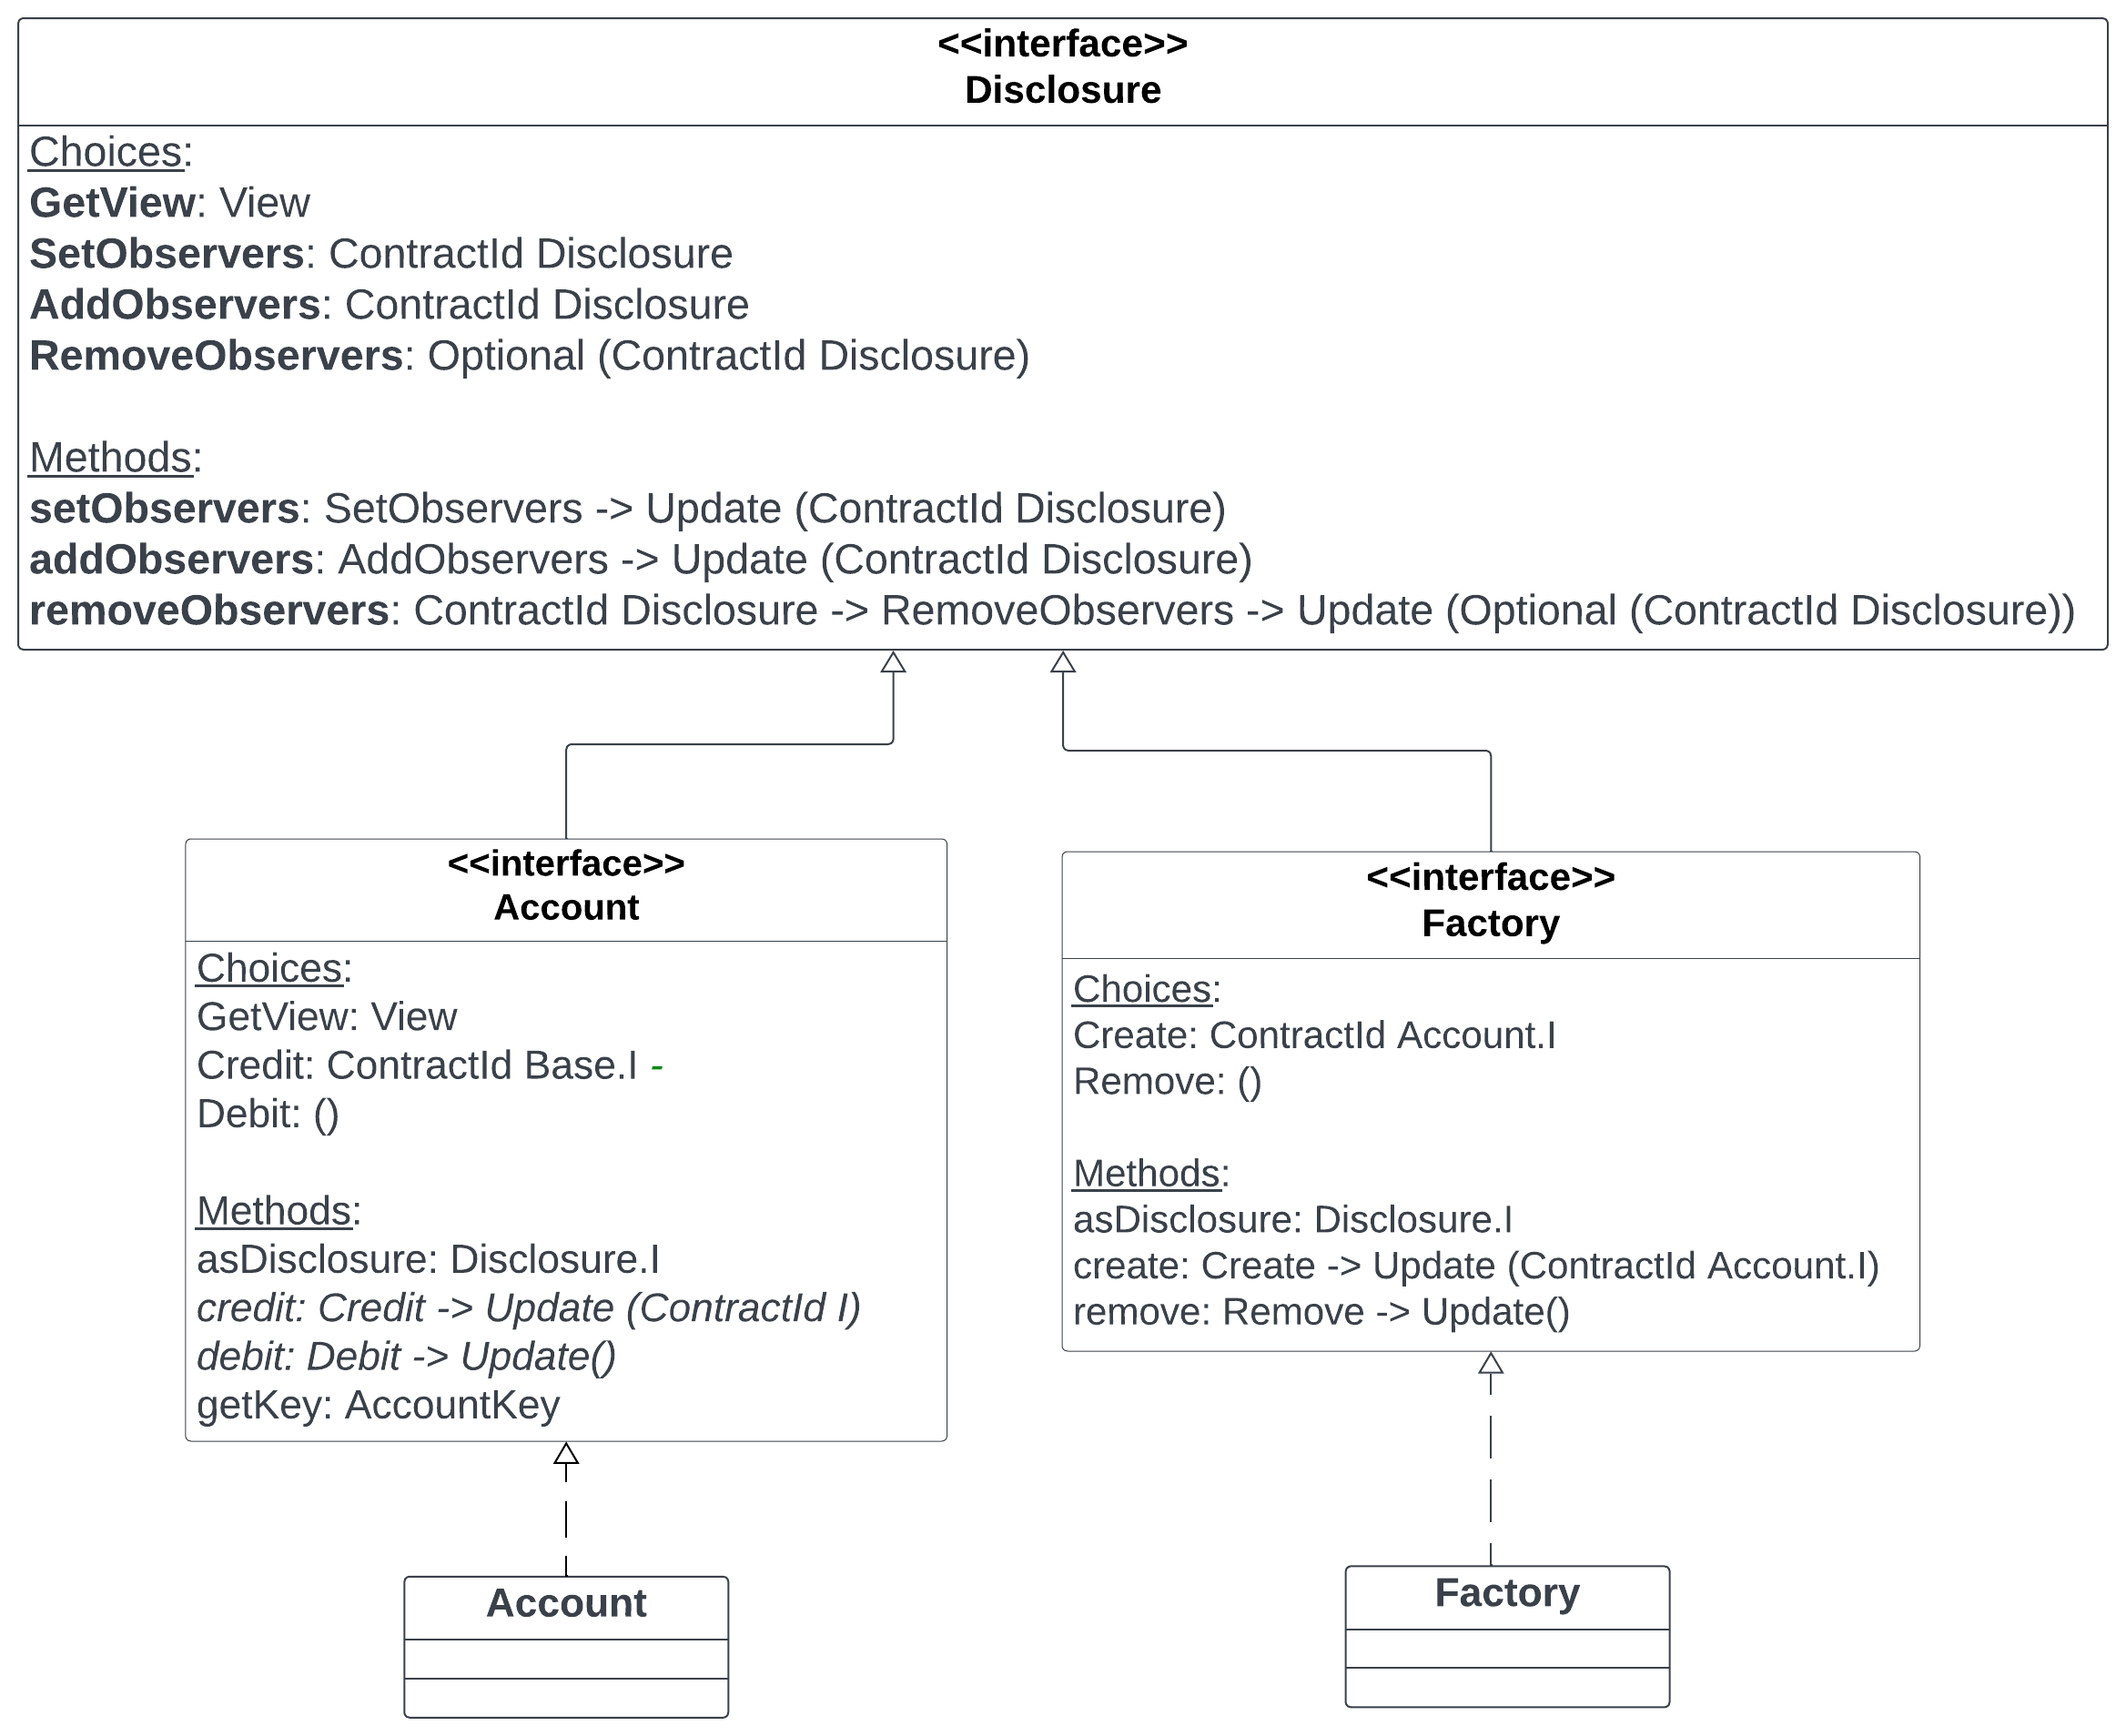 <<interface>>
Disclosure
Choices:
GetView: View
SetObservers: ContractId Disclosure
AddObservers: ContractId Disclosure
RemoveObservers: Optional (ContractId Disclosure)
Methods:
setObservers: SetObservers -> Update (ContractId Disclosure)
addObservers: AddObservers -> Update (ContractId Disclosure)
removeObservers: ContractId Disclosure -> RemoveObservers -> Update (Optional (ContractId Disclosure))
<<interface>>
Account
Choices:
GetView: View
Credit: ContractId Base.I -
Debit: ()
Methods:
asDisclosure: Disclosure.I
credit: Credit -> Update (ContractId I)
debit: Debit -> Update()
getKey: AccountKey
<<interface>>
Factory
Choices:
Create: ContractId Account.I
Remove: ()
Methods:
asDisclosure: Disclosure.I
create: Create -> Update (ContractId Account.I)
remove: Remove -> Update()
Account
Factory